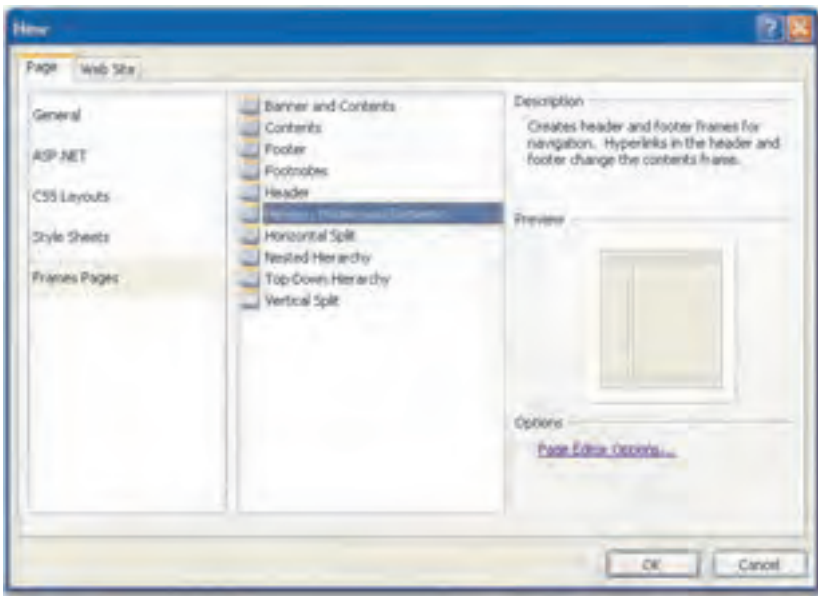 New
Page
Web Site
General
ASP.NET
CSS Layouts
Style Sheets
Frames Pages
Banner and Contents
Contents
Footer
Footnotes
Header
Horizontal Split
Nested Hierarchy
Top-Down Hierarchy
Vertical Split
Description
Creates header and footer frames for
navigation. Hyperlinks in the header and
footer change the contents frame.
Preview
Options
Page Editor Options...
OK
Cancel